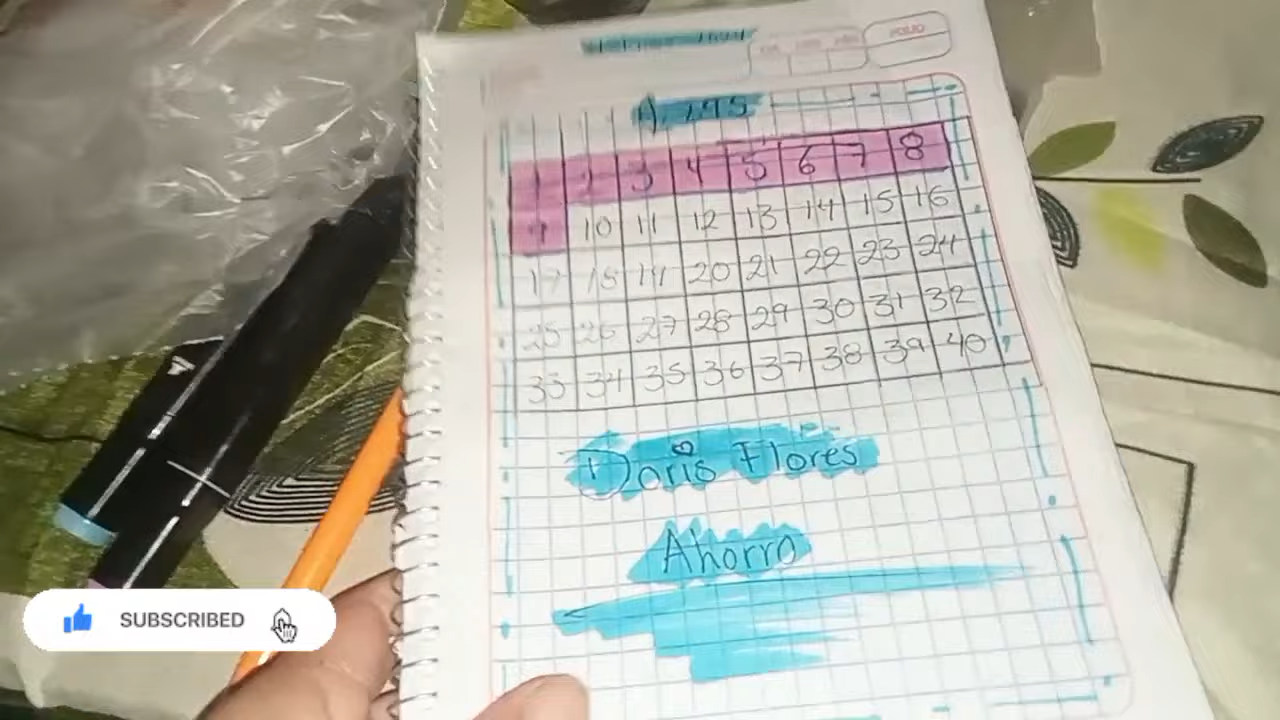 FOLIO
1 2 3 4 5 6 7 8
9 10 11 12 13 14 15 16
17 18 19 20 21 22 23 24
25 26 27 28 29 30 31 32
33 34 35 36 37 38 39 40
Doris Flores
Ahorro
SUBSCRIBED